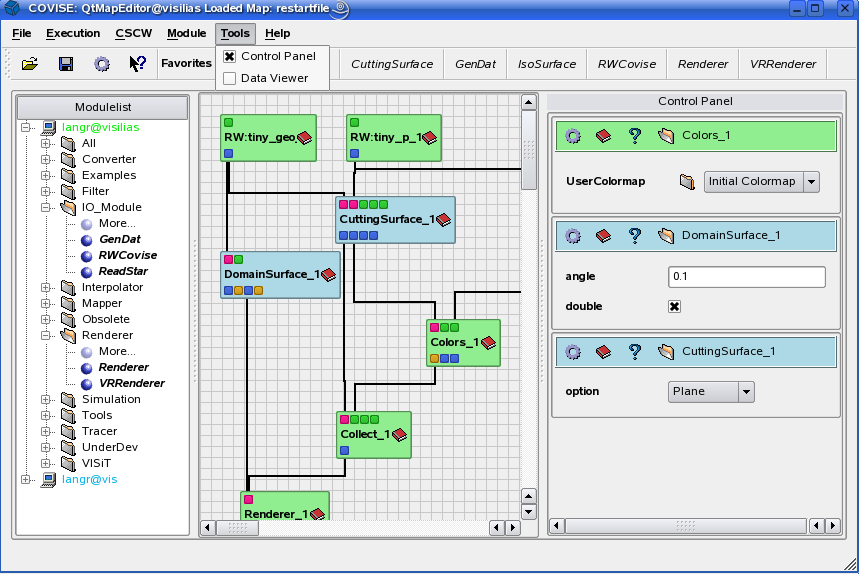 COVISE: QtMapEditor@visilias Loaded Map: restartfile
File Execution CSCW Module Tools Help
Control Panel
Data Viewer
Favorites
CuttingSurface GenDat IsoSurface RWCovise Renderer VRRenderer
Modulelist
langr@visilias
All
Converter
Examples
Filter
IO_Module
More...
GenDat
RWCovise
ReadStar
Interpolator
Mapper
Obsolete
Renderer
More...
Renderer
VRRenderer
Simulation
Tools
Tracer
UnderDev
VISiT
langr@vis
RW:tiny_geo
RW:tiny_p_1
CuttingSurface_1
DomainSurface_1
Colors_1
Collect_1
Renderer_1
Control Panel
Colors_1
UserColormap Initial Colormap
DomainSurface_1
angle 0.1
double
CuttingSurface_1
option Plane